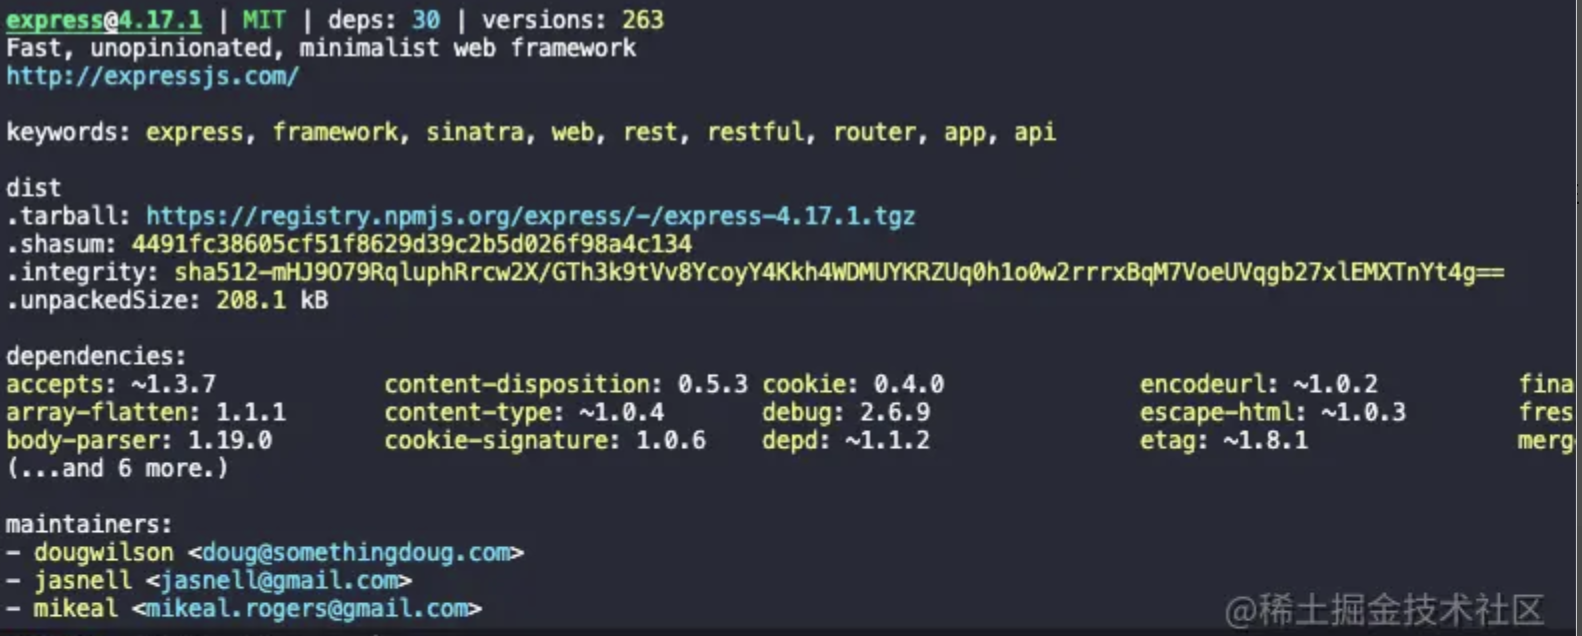 express@4.17.1 | MIT | deps: 30 | versions: 263
Fast, unopinionated, minimalist web framework
http://expressjs.com/
keywords: express, framework, sinatra, web, rest, restful, router, app, api
dist
.tarball: https://registry.npmjs.org/express/-/express-4.17.1.tgz
.shasum: 4491fc38605cf51f8629d39c2b5d026f98a4c134
.integrity: sha512-mHJ9O79RqluphRrcw2X/GTh3k9tVv8YcoyY4Kkh4WDMUYKRZUq0h1o0w2rrrxBqM7VoeUVqgb27xlEMXTnYt4g==
.unpackedSize: 208.1 kB
dependencies:
accepts: ~1.3.7 content-disposition: 0.5.3 cookie: 0.4.0 encodeurl: ~1.0.2 fina
array-flatten: 1.1.1 content-type: ~1.0.4 debug: 2.6.9 escape-html: ~1.0.3 fres
body-parser: 1.19.0 cookie-signature: 1.0.6 depd: ~1.1.2 etag: ~1.8.1 merg
(...and 6 more.)
maintainers:
- dougwilson <doug@somethingdoug.com>
- jasnell <jasnell@gmail.com>
- mikeal <mikeal.rogers@gmail.com>
@稀土掘金技术社区